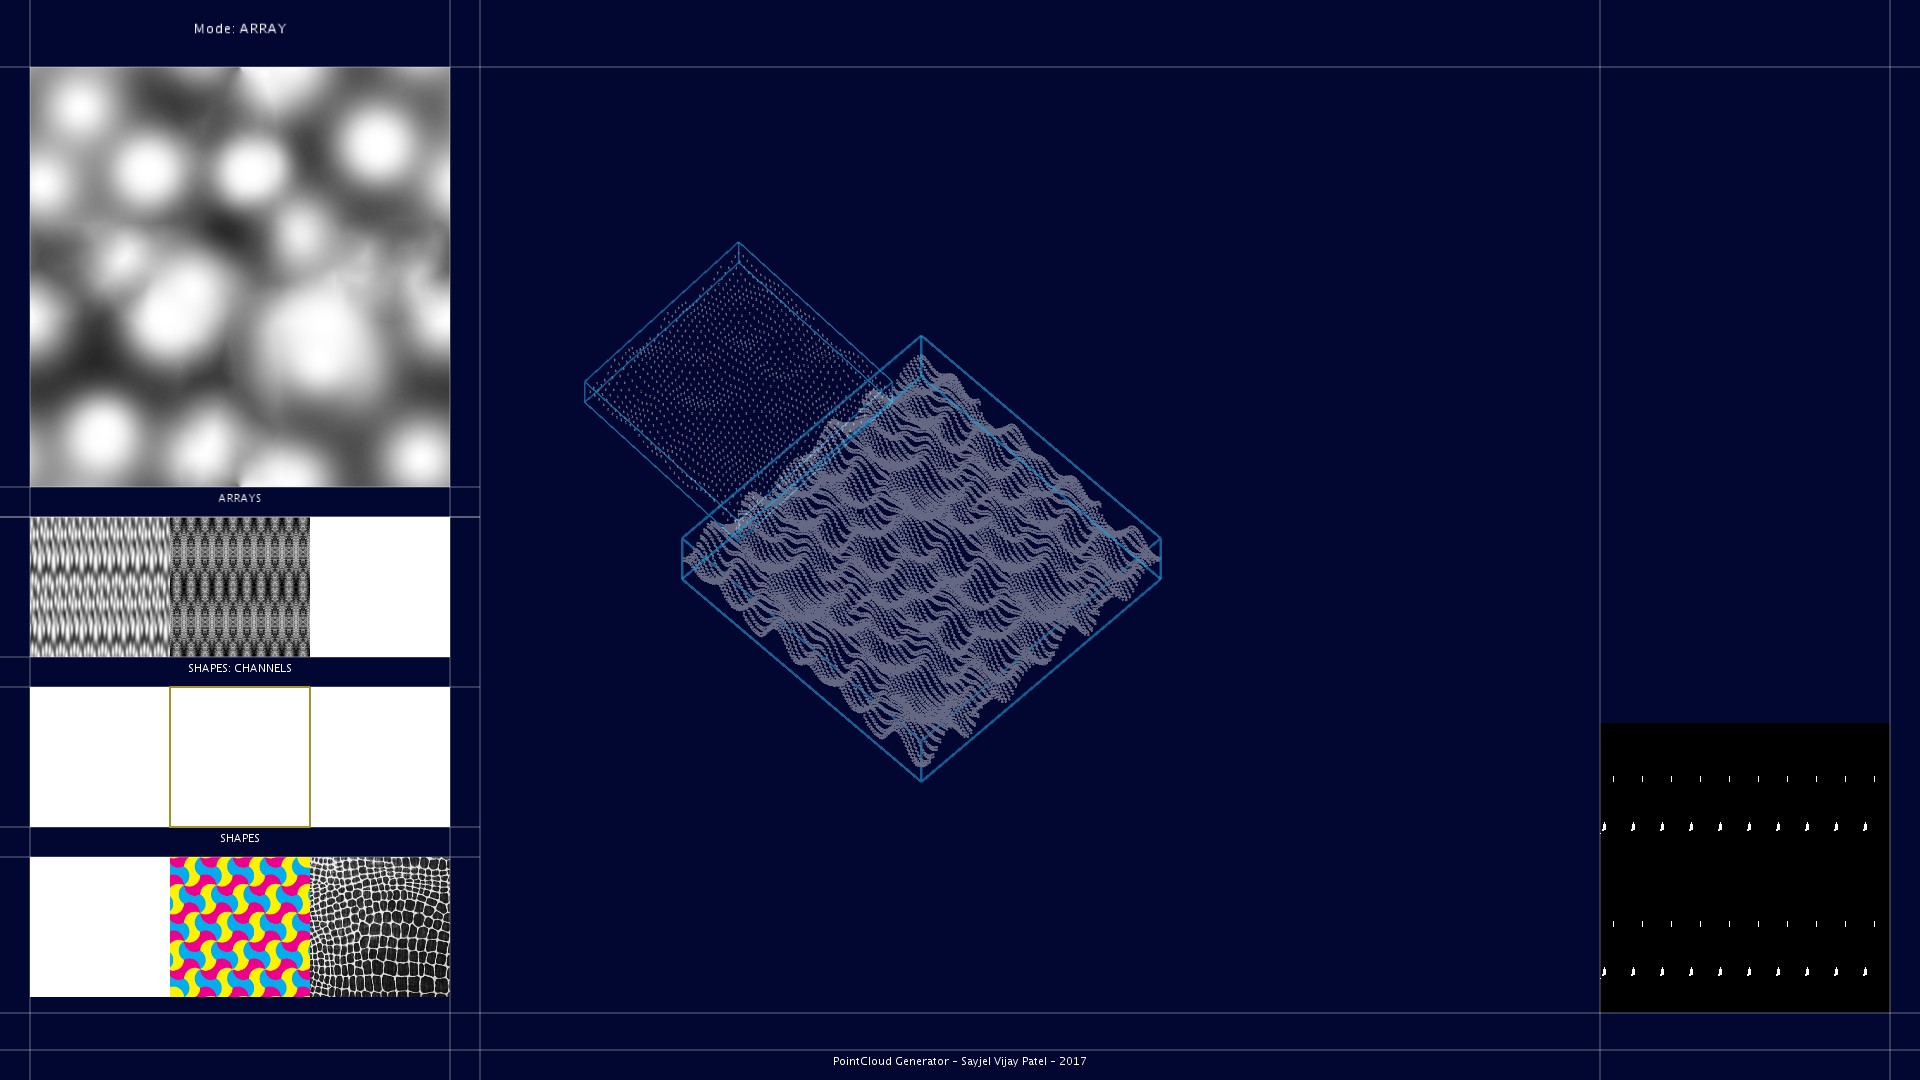 Mode: ARRAY
ARRAYS
SHAPES: CHANNELS
SHAPES
PointCloud Generator - Sayjel Vijay Patel - 2017